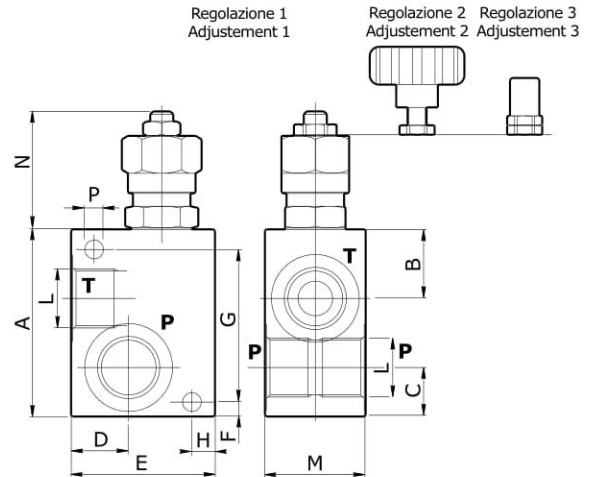 Regolazione 1
Adjustement 1
Regolazione 2
Adjustement 2
Regolazione 3
Adjustement 3
N
P
A
L
T
P
G
D
H
F
E
T
B
P
P
L
C
M